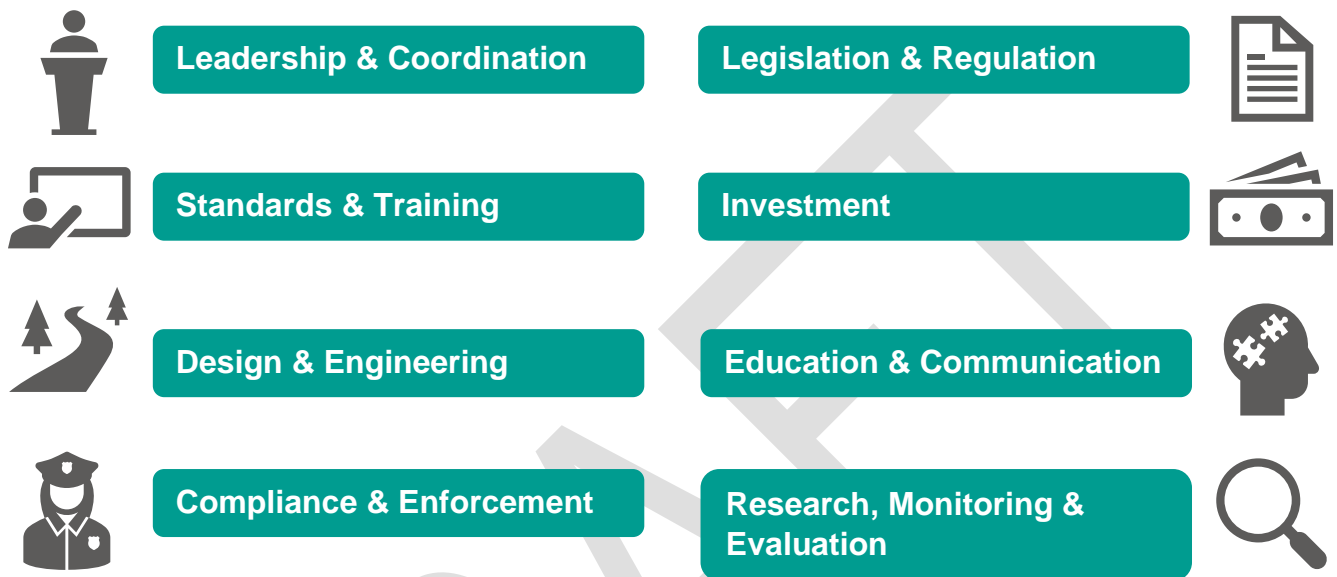 Leadership & Coordination
Legislation & Regulation
Standards & Training
Investment
Design & Engineering
Education & Communication
Compliance & Enforcement
Research, Monitoring &
Evaluation